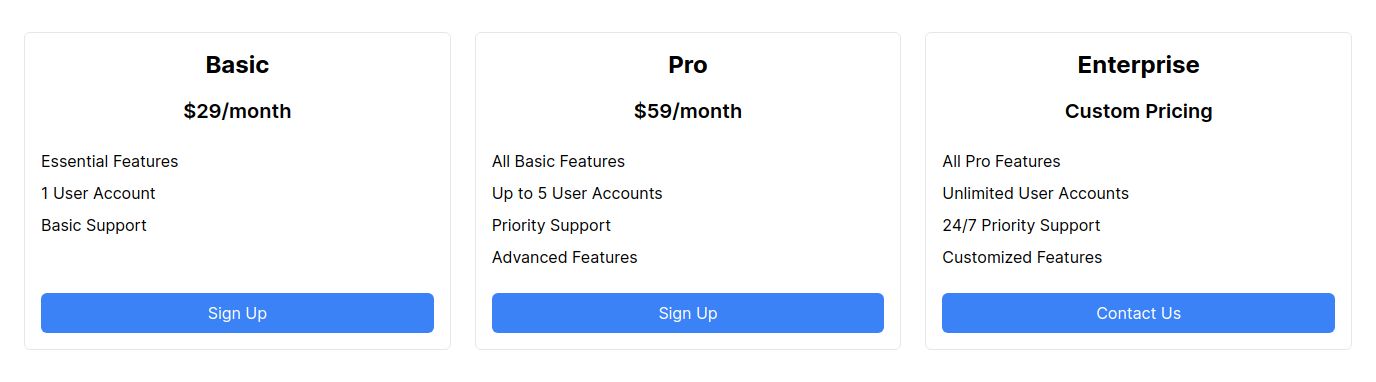 Basic
$29/month
Essential Features
1 User Account
Basic Support
Sign Up
Pro
$59/month
All Basic Features
Up to 5 User Accounts
Priority Support
Advanced Features
Sign Up
Enterprise
Custom Pricing
All Pro Features
Unlimited User Accounts
24/7 Priority Support
Customized Features
Contact Us